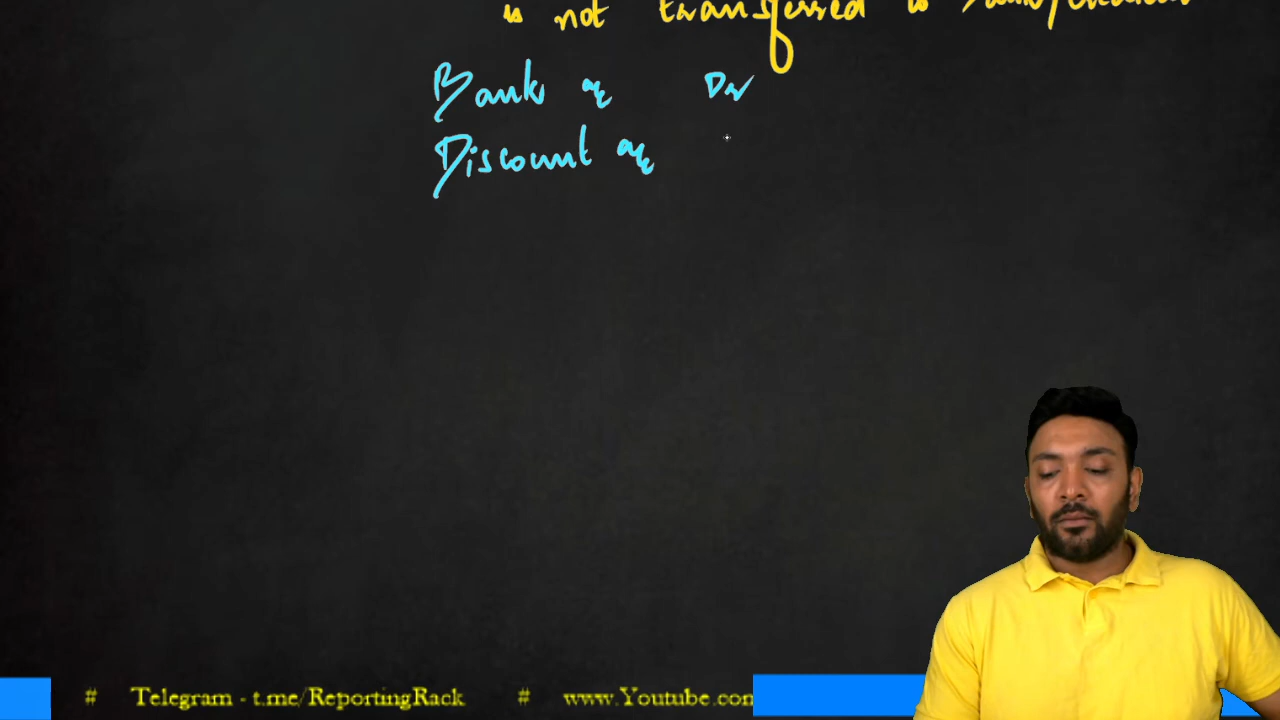 is not transferred to
Bank a/c Dr
Discount a/c
# Telegram - t.me/ReportingRack # www.Youtube.com